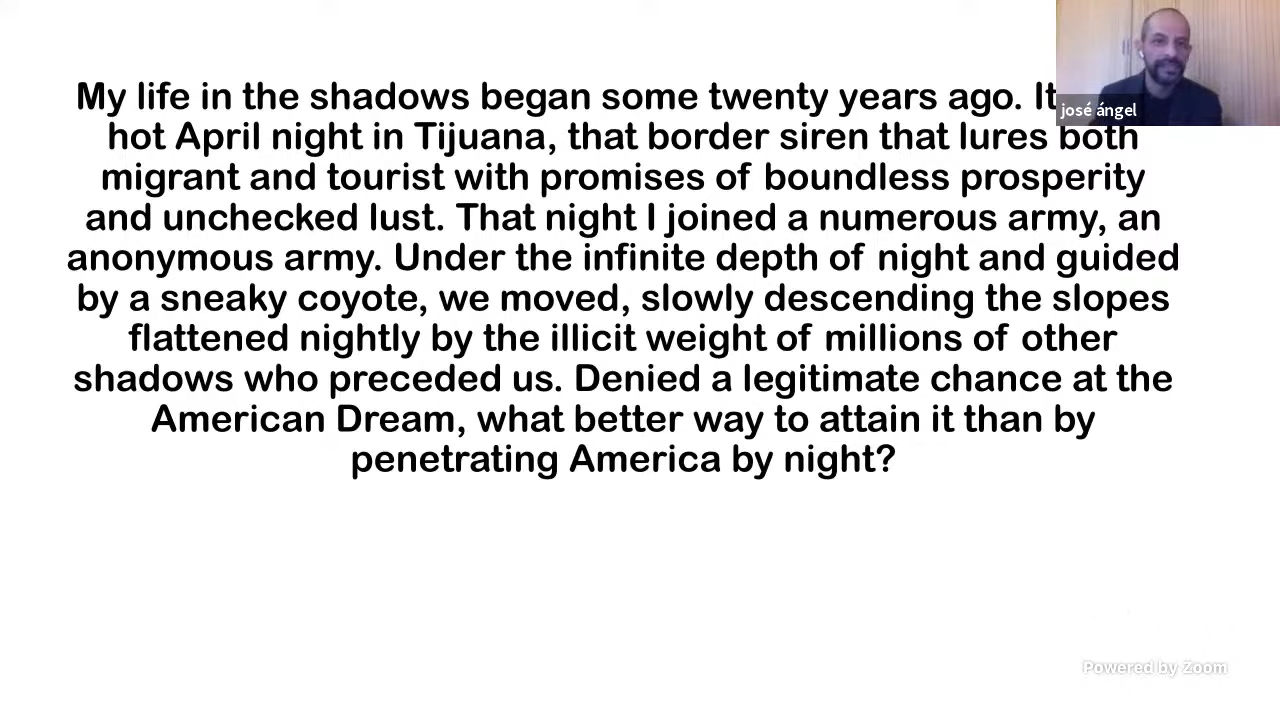 My life in the shadows began some twenty years ago. It
hot April night in Tijuana, that border siren that lures both
migrant and tourist with promises of boundless prosperity
and unchecked lust. That night I joined a numerous army, an
anonymous army. Under the infinite depth of night and guided
by a sneaky coyote, we moved, slowly descending the slopes
flattened nightly by the illicit weight of millions of other
shadows who preceded us. Denied a legitimate chance at the
American Dream, what better way to attain it than by
penetrating America by night?
josé ángel
Powered by Zoom